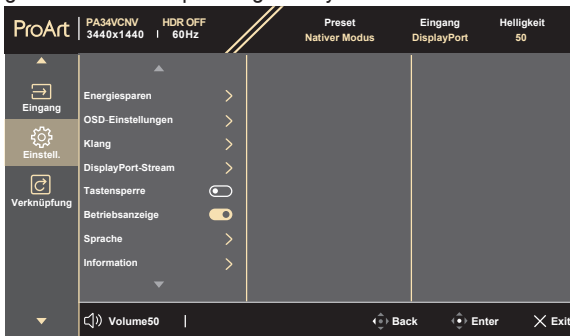 ProArt
PA34VCNV HDR OFF
3440x1440 | 60Hz
Preset
Nativer Modus
Eingang
DisplayPort
Helligkeit
50
Eingang
Einstell.
Verknüpfung
Energiesparen
OSD-Einstellungen
Klang
DisplayPort-Stream
Tastensperre
Betriebsanzeige
Sprache
Information
Volume50 |
Back
Enter
Exit